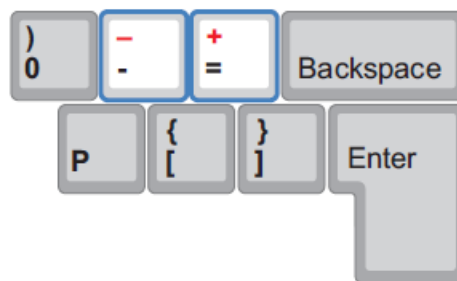 ) – +
0 - = Backspace
{ }
P [ ] Enter